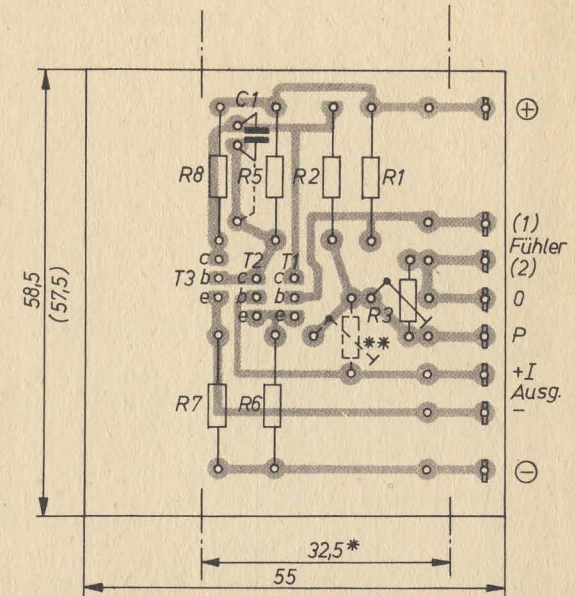 C1
⊕
R8 R5 R2 R1
(1)
Fühler
(2)
c T2 T1
T3 b c c
e b b
e e
R3
0
**
P
+I
Ausg.
R7 R6
−
⊖
58,5
(57,5)
32,5*
55